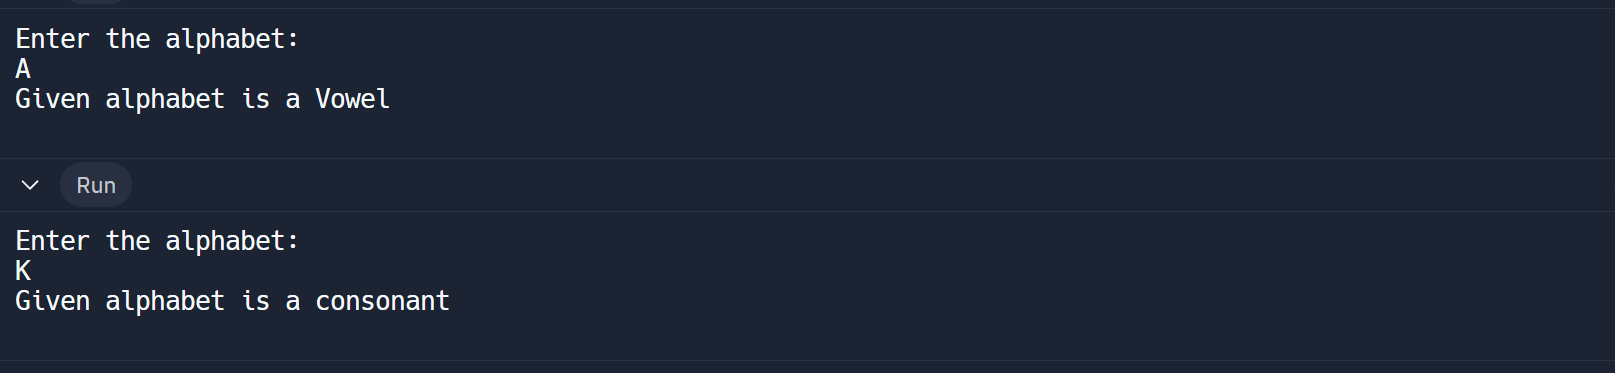 Enter the alphabet:
A
Given alphabet is a Vowel
Run
Enter the alphabet:
K
Given alphabet is a consonant